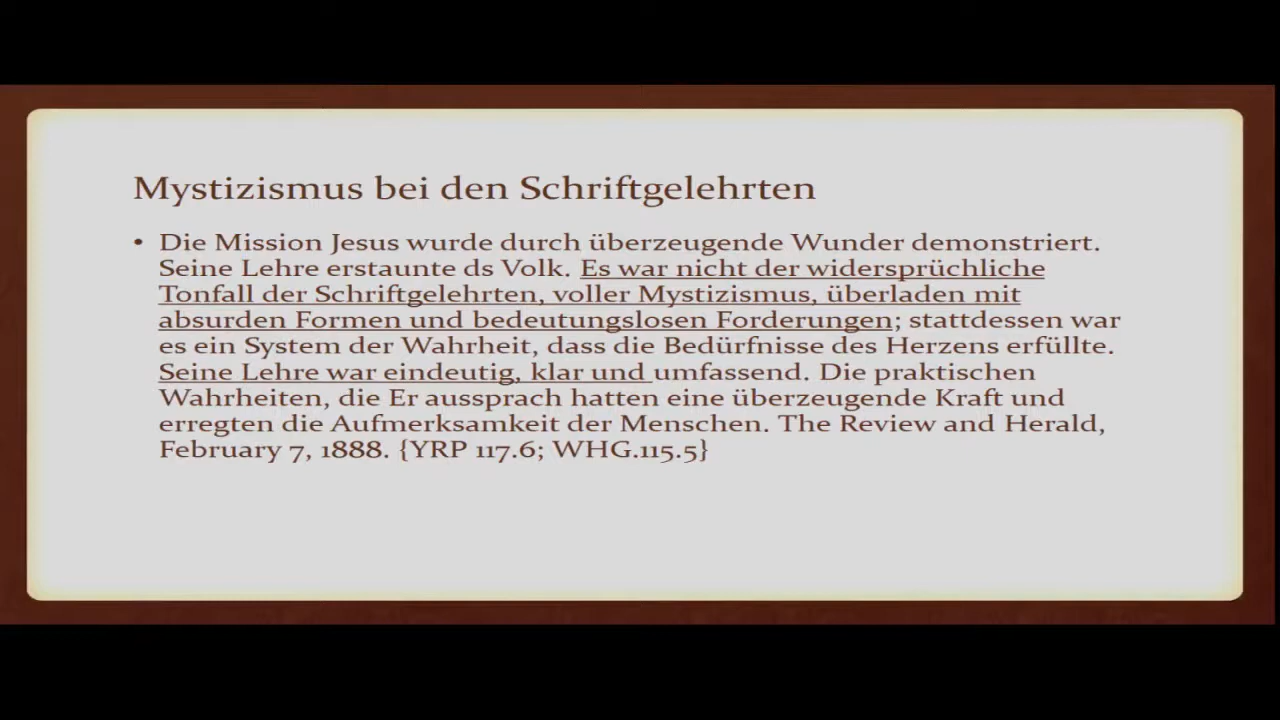 Mystizismus bei den Schriftgelehrten
• Die Mission Jesus wurde durch überzeugende Wunder demonstriert.
Seine Lehre erstaunte ds Volk. Es war nicht der widersprüchliche
Tonfall der Schriftgelehrten, voller Mystizismus, überladen mit
absurden Formen und bedeutungslosen Forderungen; stattdessen war
es ein System der Wahrheit, dass die Bedürfnisse des Herzens erfüllte.
Seine Lehre war eindeutig, klar und umfassend. Die praktischen
Wahrheiten, die Er aussprach hatten eine überzeugende Kraft und
erregten die Aufmerksamkeit der Menschen. The Review and Herald,
February 7, 1888. {YRP 117.6; WHG.115.5}